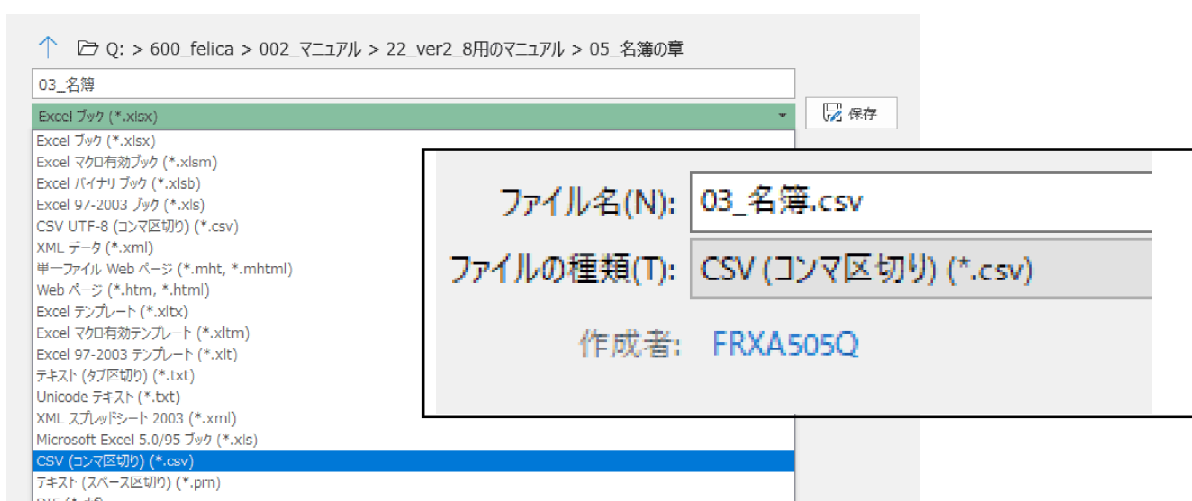 Q: > 600_felica > 002_マニュアル > 22_ver2_8用のマニュアル > 05_名簿の章
03_名簿
Excel ブック (*.xlsx)
保存
Excel ブック (*.xlsx)
Excel マクロ有効ブック (*.xlsm)
Excel バイナリ ブック (*.xlsb)
Excel 97-2003 ブック (*.xls)
CSV UTF-8 (コンマ区切り) (*.csv)
XML データ (*.xml)
単一ファイル Web ページ (*.mht, *.mhtml)
Web ページ (*.htm, *.html)
Excel テンプレート (*.xltx)
Excel マクロ有効テンプレート (*.xltm)
Excel 97-2003 テンプレート (*.xlt)
テキスト (タブ区切り) (*.txt)
Unicode テキスト (*.txt)
XML スプレッドシート 2003 (*.xml)
Microsoft Excel 5.0/95 ブック (*.xls)
CSV (コンマ区切り) (*.csv)
テキスト (スペース区切り) (*.prn)
ファイル名(N): 03_名簿.csv
ファイルの種類(T): CSV (コンマ区切り) (*.csv)
作成者: FRXA505Q